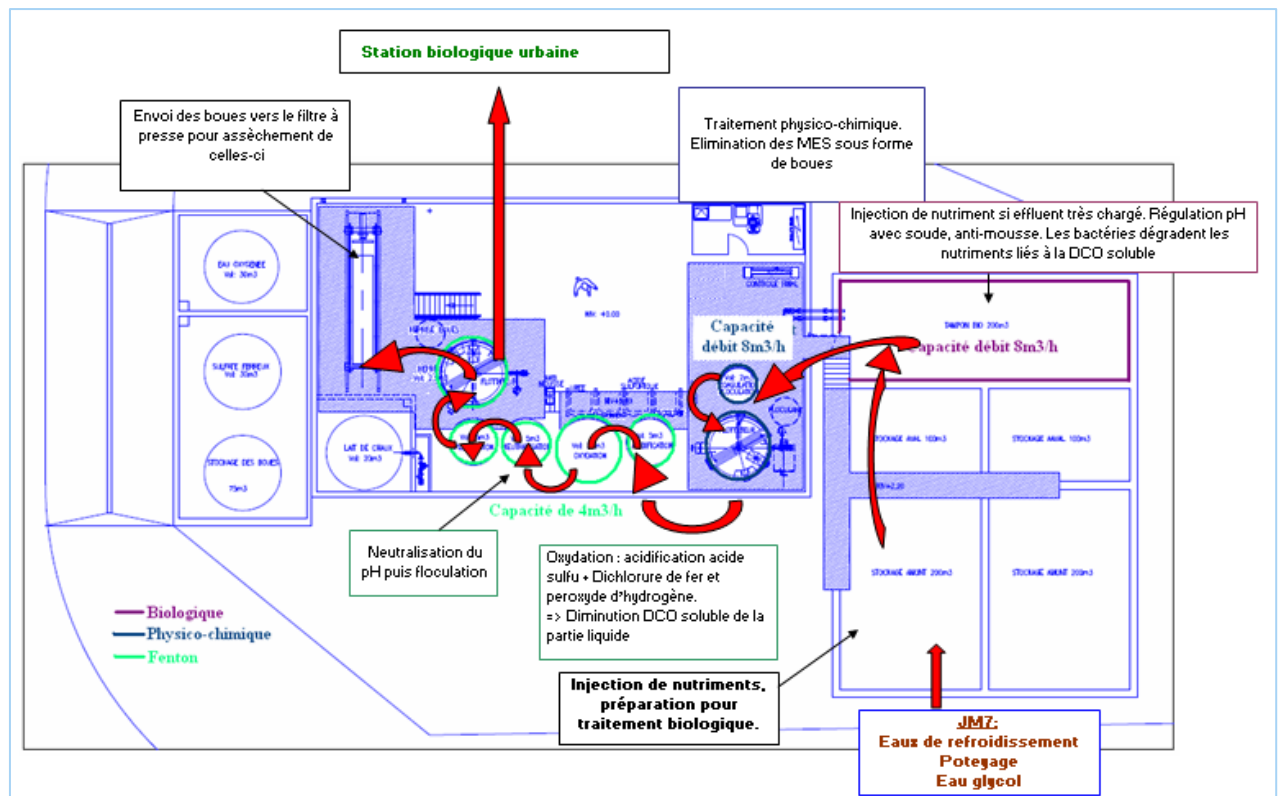 Station biologique urbaine
Envoi des boues vers le filtre à
presse pour assèchement de
celles-ci
Traitement physico-chimique.
Elimination des MES sous forme
de boues
Injection de nutriment si effluent très chargé. Régulation pH
avec soude, anti-mousse. Les bactéries dégradent les
nutriments liés à la DCO soluble
EAU OXYGENEE
Vol: 30m3
CONTROLE FINAL
TAMPON BIO 200m3
Capacité
débit 8m3/h
Capacité débit 8m3/h
SULFATE FERREUX
Vol: 30m3
STOCKAGE AVAL 100m3
STOCKAGE AVAL 100m3
LAIT DE CHAUX
Vol: 20m3
OXYDATION
STOCKAGE DES BOUES
70m3
Capacité de 4m3/h
Neutralisation du
pH puis floculation
Oxydation : acidification acide
sulfu + Dichlorure de fer et
peroxyde d'hydrogène.
=> Diminution DCO soluble de la
partie liquide
STOCKAGE AMONT 200m3
STOCKAGE AMONT 200m3
Biologique
Physico-chimique
Fenton
Injection de nutriments,
préparation pour
traitement biologique.
JM7:
Eaux de refroidissement
Poteyage
Eau glycol